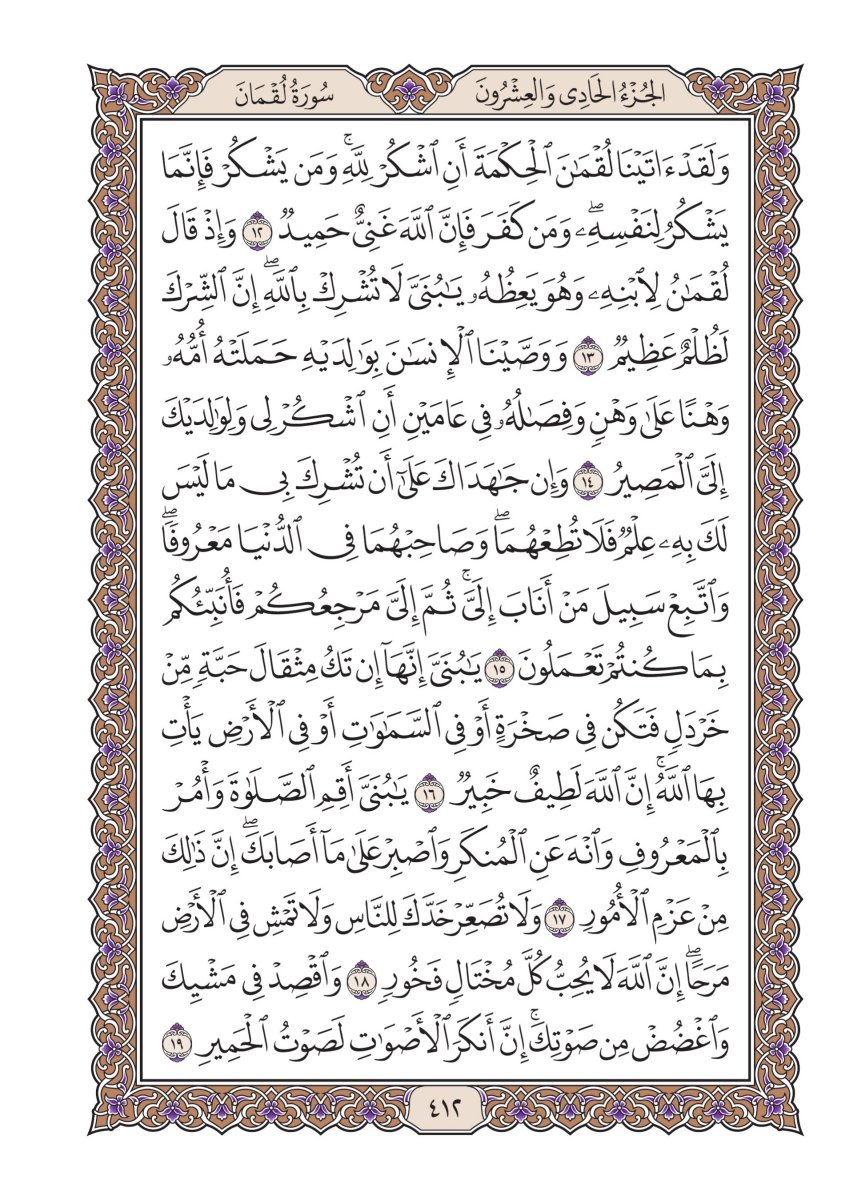 الجُزْءُ الحَادِي وَالعِشْرُونَ
سُورَةُ لُقْمَانَ
وَلَقَدْ ءَاتَيْنَا لُقْمَٰنَ ٱلْحِكْمَةَ أَنِ ٱشْكُرْ لِلَّهِۚ وَمَن يَشْكُرْ فَإِنَّمَا
يَشْكُرُ لِنَفْسِهِۦۖ وَمَن كَفَرَ فَإِنَّ ٱللَّهَ غَنِيٌّ حَمِيدٌ ١٢ وَإِذْ قَالَ
لُقْمَٰنُ لِٱبْنِهِۦ وَهُوَ يَعِظُهُۥ يَٰبُنَيَّ لَا تُشْرِكْ بِٱللَّهِۖ إِنَّ ٱلشِّرْكَ
لَظُلْمٌ عَظِيمٌ ١٣ وَوَصَّيْنَا ٱلْإِنسَٰنَ بِوَٰلِدَيْهِ حَمَلَتْهُ أُمُّهُۥ
وَهْنًا عَلَىٰ وَهْنٍ وَفِصَٰلُهُۥ فِي عَامَيْنِ أَنِ ٱشْكُرْ لِي وَلِوَٰلِدَيْكَ
إِلَيَّ ٱلْمَصِيرُ ١٤ وَإِن جَٰهَدَاكَ عَلَىٰٓ أَن تُشْرِكَ بِي مَا لَيْسَ
لَكَ بِهِۦ عِلْمٌ فَلَا تُطِعْهُمَاۖ وَصَاحِبْهُمَا فِي ٱلدُّنْيَا مَعْرُوفًاۖ
وَٱتَّبِعْ سَبِيلَ مَنْ أَنَابَ إِلَيَّۚ ثُمَّ إِلَيَّ مَرْجِعُكُمْ فَأُنَبِّئُكُم
بِمَا كُنتُمْ تَعْمَلُونَ ١٥ يَٰبُنَيَّ إِنَّهَآ إِن تَكُ مِثْقَالَ حَبَّةٍ مِّنْ
خَرْدَلٍ فَتَكُن فِي صَخْرَةٍ أَوْ فِي ٱلسَّمَٰوَٰتِ أَوْ فِي ٱلْأَرْضِ يَأْتِ
بِهَا ٱللَّهُۚ إِنَّ ٱللَّهَ لَطِيفٌ خَبِيرٌ ١٦ يَٰبُنَيَّ أَقِمِ ٱلصَّلَوٰةَ وَأْمُرْ
بِٱلْمَعْرُوفِ وَٱنْهَ عَنِ ٱلْمُنكَرِ وَٱصْبِرْ عَلَىٰ مَآ أَصَابَكَۖ إِنَّ ذَٰلِكَ
مِنْ عَزْمِ ٱلْأُمُورِ ١٧ وَلَا تُصَعِّرْ خَدَّكَ لِلنَّاسِ وَلَا تَمْشِ فِي ٱلْأَرْضِ
مَرَحًاۖ إِنَّ ٱللَّهَ لَا يُحِبُّ كُلَّ مُخْتَالٍ فَخُورٍ ١٨ وَٱقْصِدْ فِي مَشْيِكَ
وَٱغْضُضْ مِن صَوْتِكَۚ إِنَّ أَنكَرَ ٱلْأَصْوَٰتِ لَصَوْتُ ٱلْحَمِيرِ ١٩
٤١٢